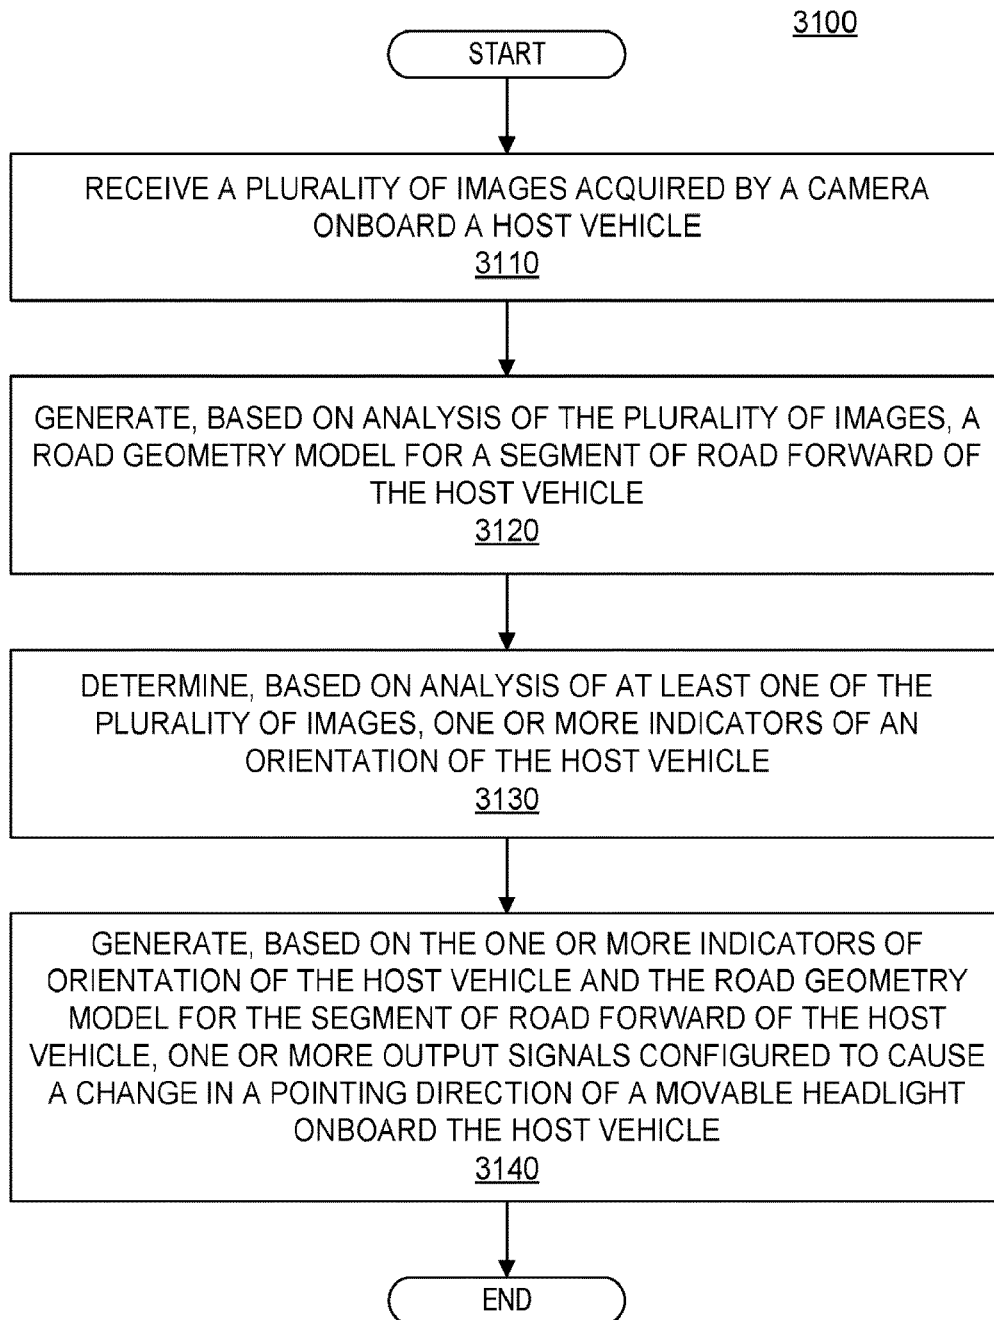 3100
START
RECEIVE A PLURALITY OF IMAGES ACQUIRED BY A CAMERA
ONBOARD A HOST VEHICLE
3110
GENERATE, BASED ON ANALYSIS OF THE PLURALITY OF IMAGES, A
ROAD GEOMETRY MODEL FOR A SEGMENT OF ROAD FORWARD OF
THE HOST VEHICLE
3120
DETERMINE, BASED ON ANALYSIS OF AT LEAST ONE OF THE
PLURALITY OF IMAGES, ONE OR MORE INDICATORS OF AN
ORIENTATION OF THE HOST VEHICLE
3130
GENERATE, BASED ON THE ONE OR MORE INDICATORS OF
ORIENTATION OF THE HOST VEHICLE AND THE ROAD GEOMETRY
MODEL FOR THE SEGMENT OF ROAD FORWARD OF THE HOST
VEHICLE, ONE OR MORE OUTPUT SIGNALS CONFIGURED TO CAUSE
A CHANGE IN A POINTING DIRECTION OF A MOVABLE HEADLIGHT
ONBOARD THE HOST VEHICLE
3140
END